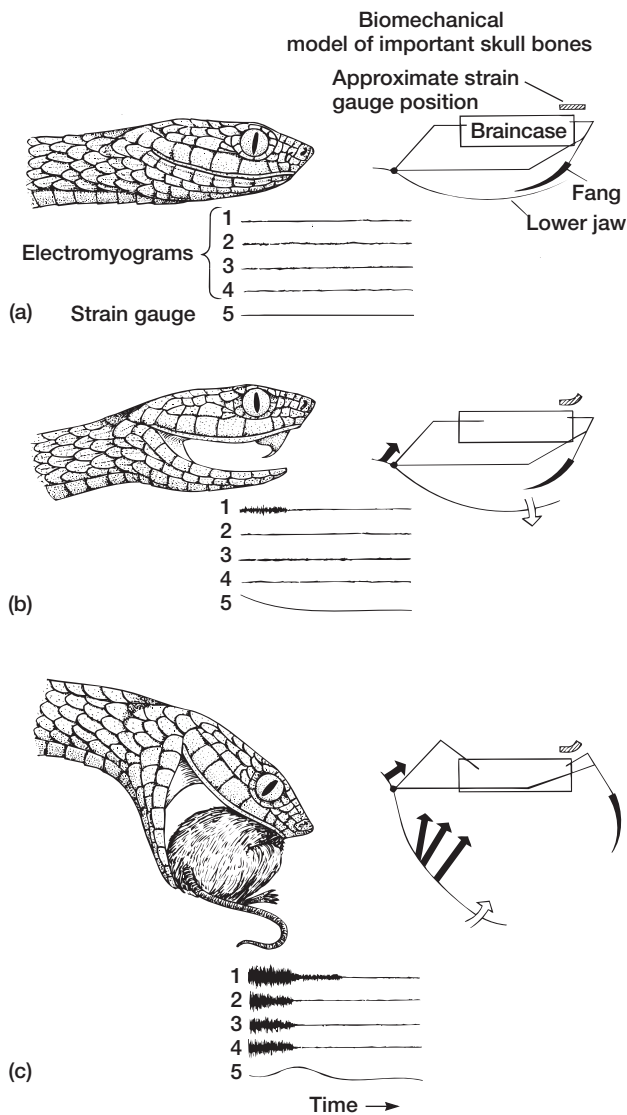 Biomechanical
model of important skull bones
Approximate strain
gauge position
Braincase
Fang
Lower jaw
1
2
Electromyograms
3
4
(a)
Strain gauge
5
1
2
3
4
(b)
5
1
2
3
4
(c)
5
Time